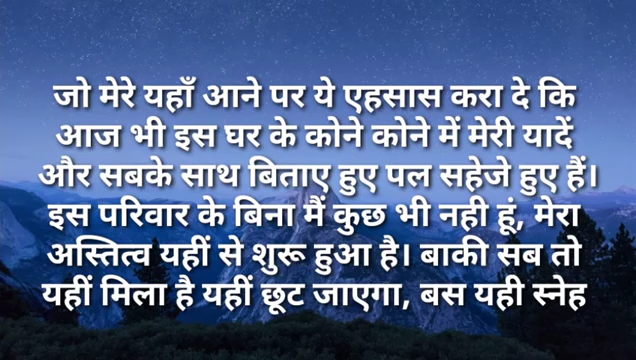 जो मेरे यहाँ आने पर ये एहसास करा दे कि
आज भी इस घर के कोने कोने में मेरी यादें
और सबके साथ बिताए हुए पल सहेजे हुए हैं।
इस परिवार के बिना मैं कुछ भी नही हूं, मेरा
अस्तित्व यहीं से शुरू हुआ है। बाकी सब तो
यहीं मिला है यहीं छूट जाएगा, बस यही स्नेह